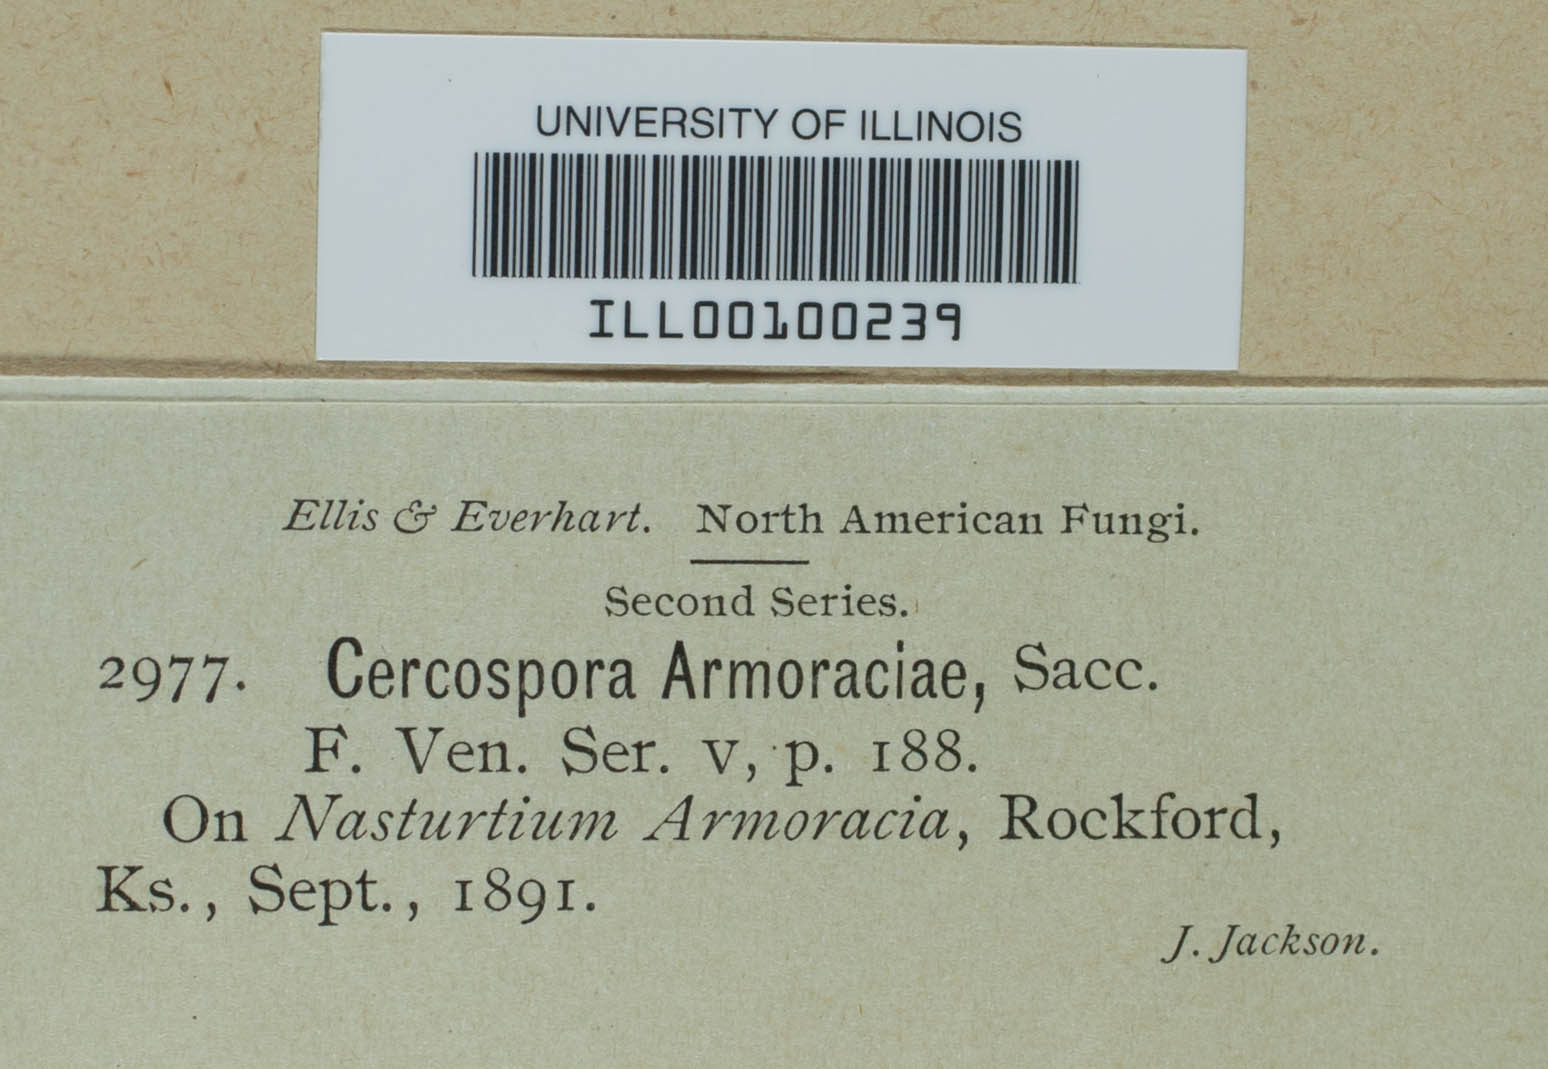 UNIVERSITY OF ILLINOIS
ILL00100239
Ellis & Everhart. North American Fungi.
Second Series.
2977. Cercospora Armoraciae, Sacc.
F. Ven. Ser. v, p. 188.
On Nasturtium Armoracia, Rockford,
Ks., Sept., 1891.
J. Jackson.